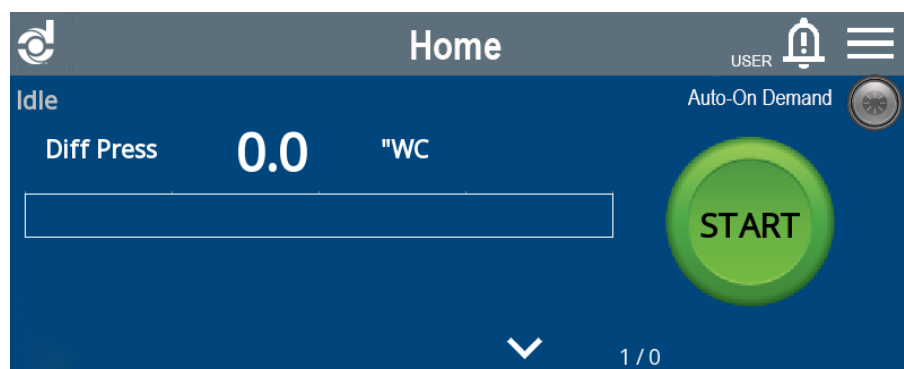 Home
USER
Idle
Auto-On Demand
Diff Press 0.0 "WC
START
1 / 0